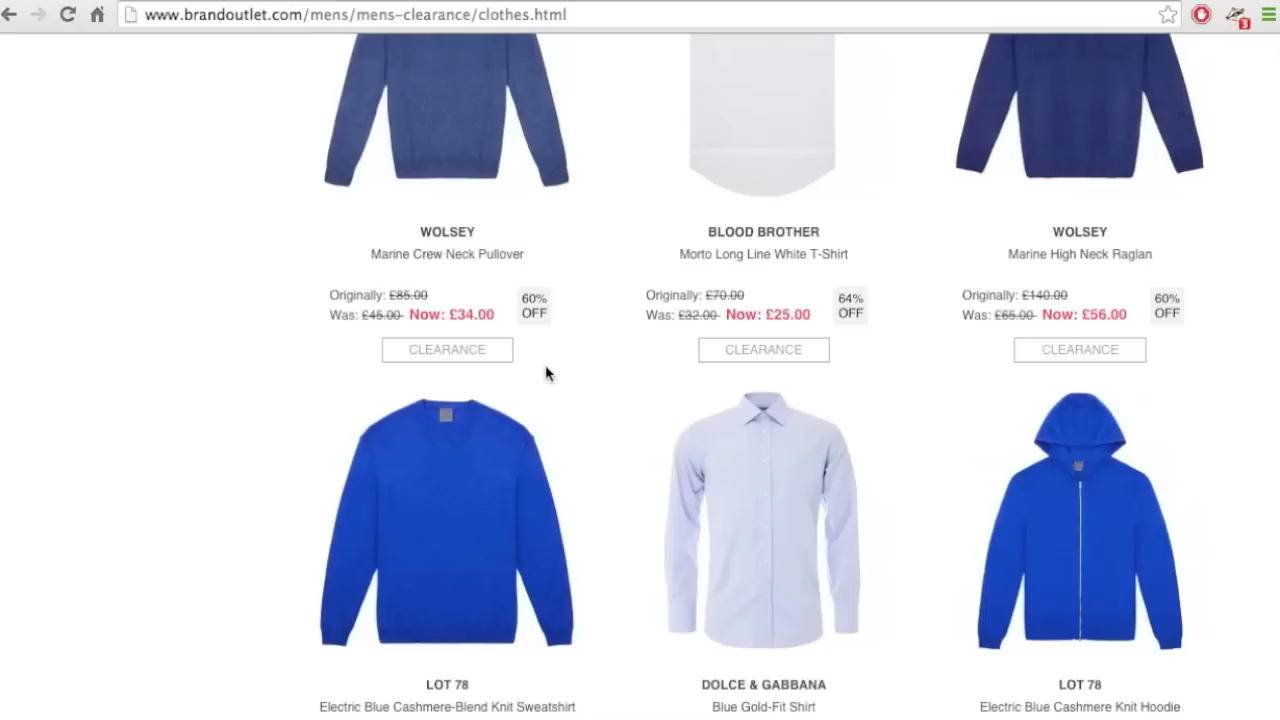 www.brandoutlet.com/mens/mens-clearance/clothes.html
3
WOLSEY
Marine Crew Neck Pullover
Originally: £85.00
Was: £45.00 Now: £34.00
60%
OFF
CLEARANCE
BLOOD BROTHER
Morto Long Line White T-Shirt
Originally: £70.00
Was: £32.00 Now: £25.00
64%
OFF
CLEARANCE
WOLSEY
Marine High Neck Raglan
Originally: £140.00
Was: £65.00 Now: £56.00
60%
OFF
CLEARANCE
LOT 78
Electric Blue Cashmere-Blend Knit Sweatshirt
DOLCE & GABBANA
Blue Gold-Fit Shirt
LOT 78
Electric Blue Cashmere Knit Hoodie